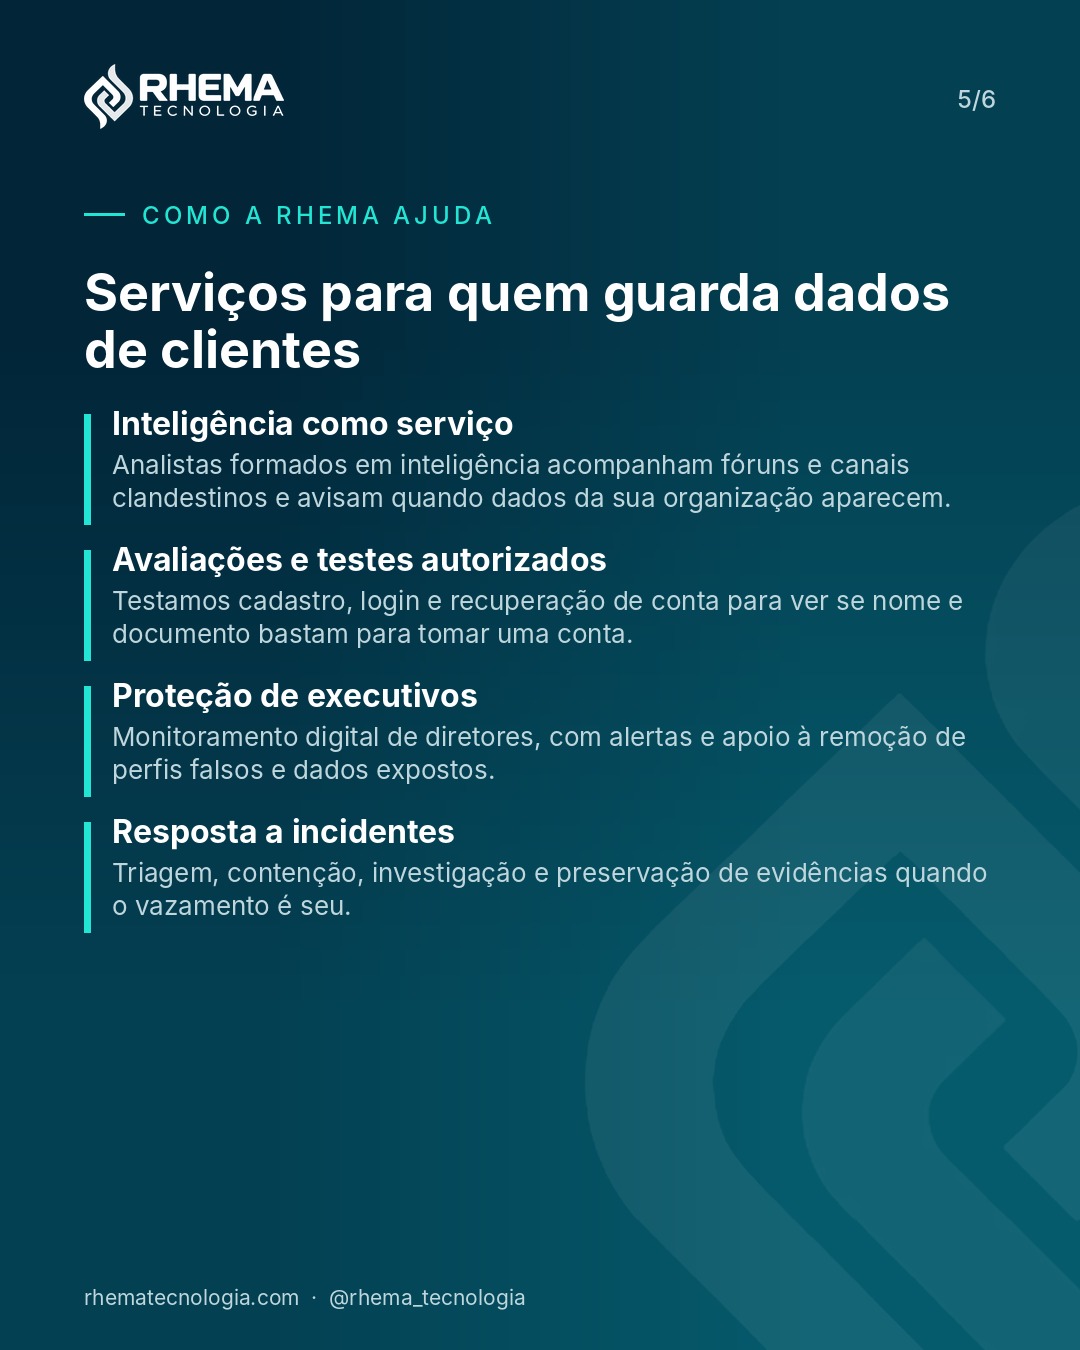 RHEMA
TECNOLOGIA
5/6
COMO A RHEMA AJUDA
Serviços para quem guarda dados
de clientes
Inteligência como serviço
Analistas formados em inteligência acompanham fóruns e canais
clandestinos e avisam quando dados da sua organização aparecem.
Avaliações e testes autorizados
Testamos cadastro, login e recuperação de conta para ver se nome e
documento bastam para tomar uma conta.
Proteção de executivos
Monitoramento digital de diretores, com alertas e apoio à remoção de
perfis falsos e dados expostos.
Resposta a incidentes
Triagem, contenção, investigação e preservação de evidências quando
o vazamento é seu.
rhematecnologia.com · @rhema_tecnologia